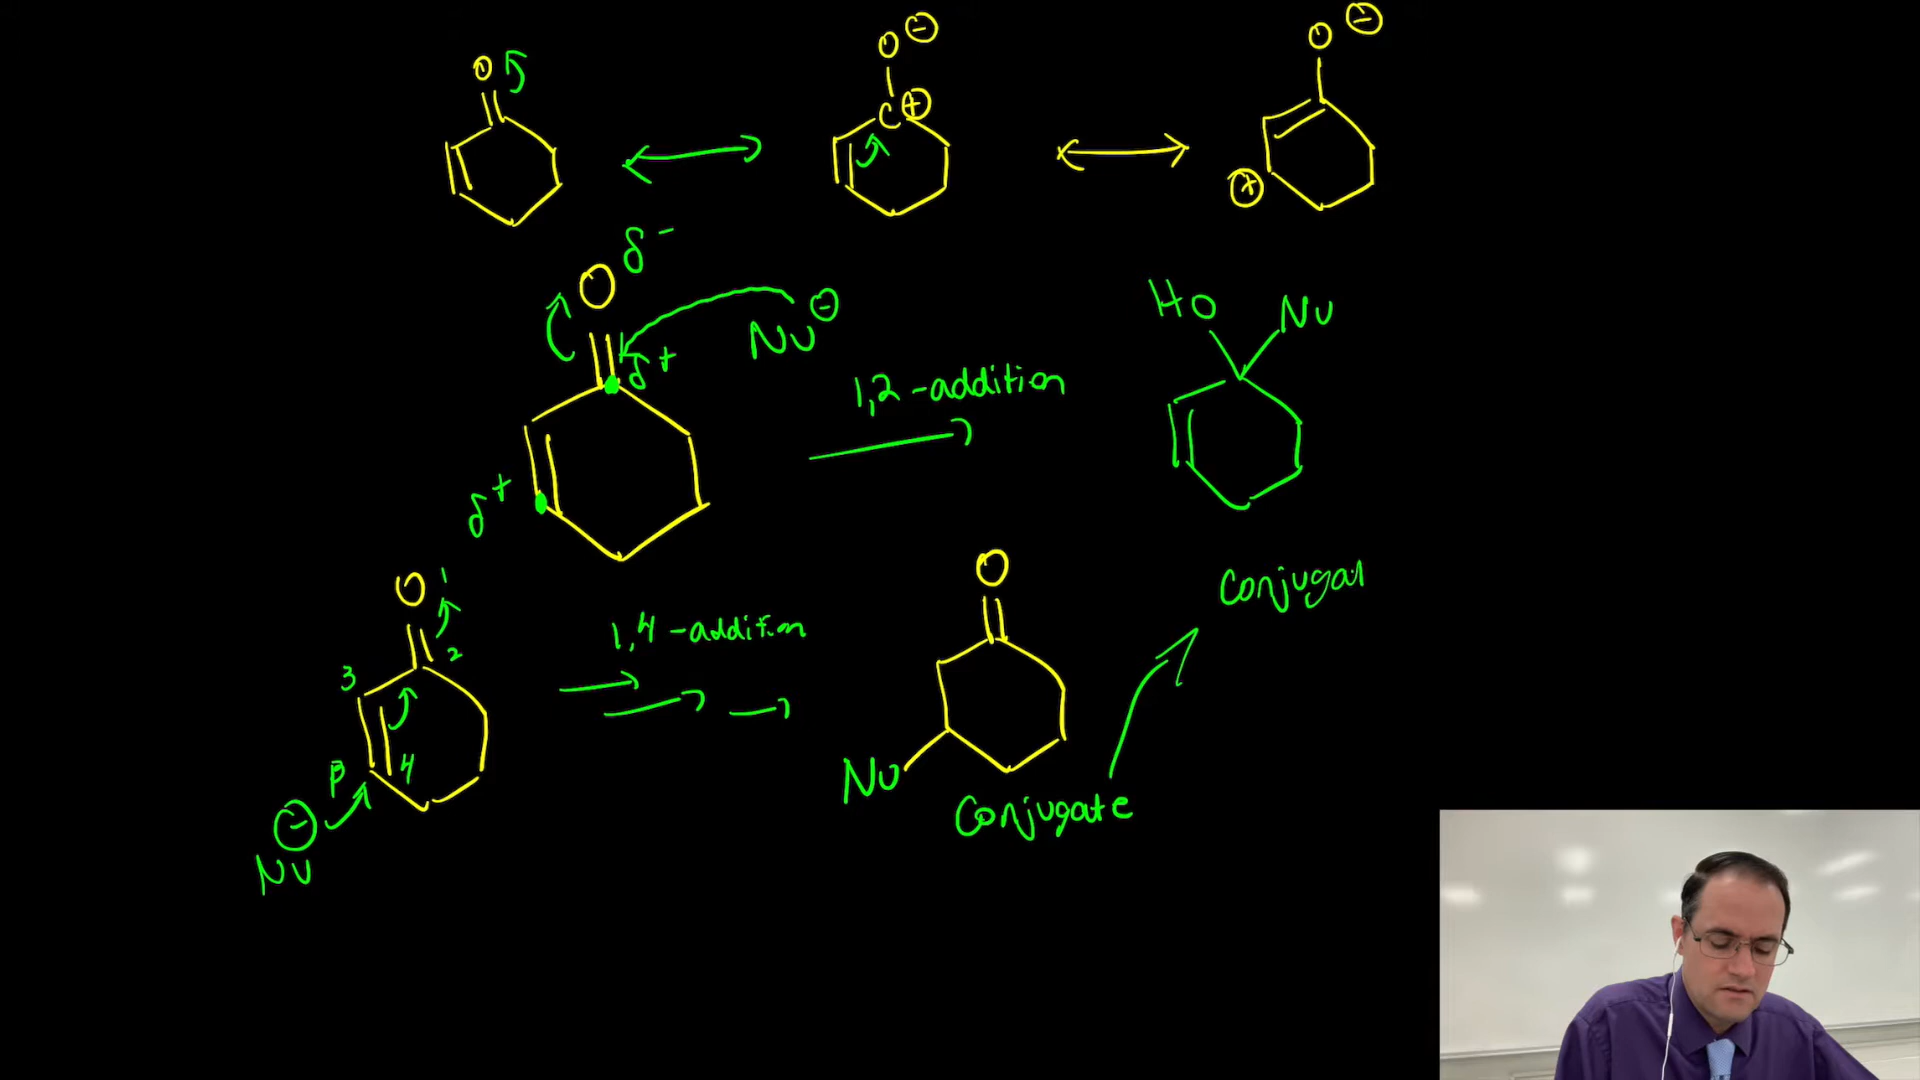 O
O ⊖
C ⊕
O ⊖
⊕
O δ-
δ+
Nu ⊖
δ+
1,2-addition
HO Nu
O 1
2
3
4
β
⊖
Nu
1,4-addition
O
Nu
Conjugate
Conjugat